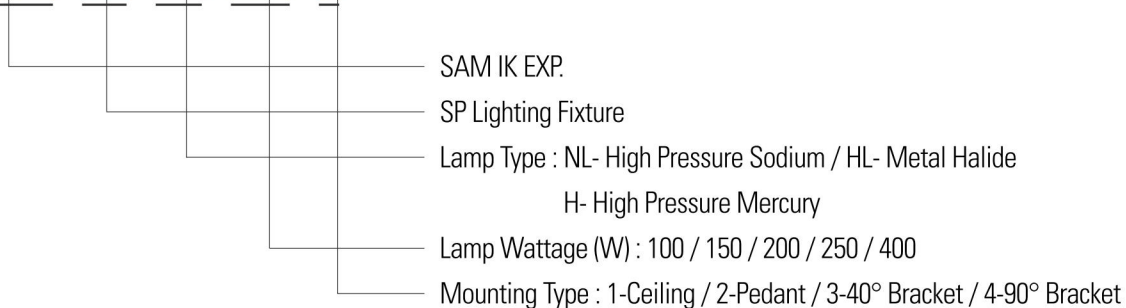 SAM IK EXP.
SP Lighting Fixture
Lamp Type : NL- High Pressure Sodium / HL- Metal Halide
H- High Pressure Mercury
Lamp Wattage (W) : 100 / 150 / 200 / 250 / 400
Mounting Type : 1-Ceiling / 2-Pedant / 3-40° Bracket / 4-90° Bracket